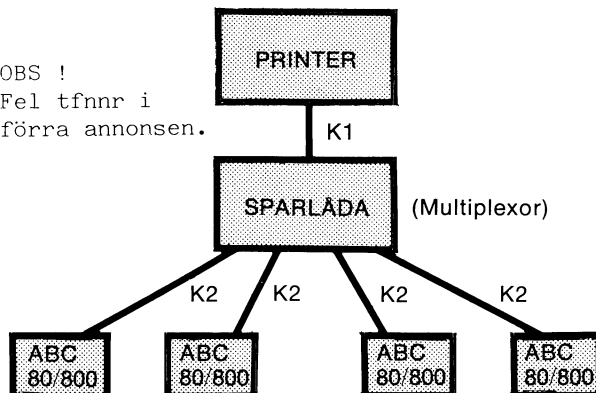 PRINTER
OBS !
Fel tfnnr i
förra annonsen.
K1
SPARLÅDA (Multiplexor)
K2 K2 K2 K2
ABC ABC ABC ABC
80/800 80/800 80/800 80/800